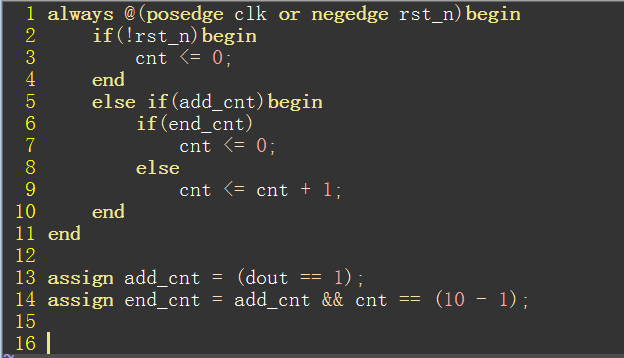 1 always @(posedge clk or negedge rst_n)begin
2     if(!rst_n)begin
3         cnt <= 0;
4     end
5     else if(add_cnt)begin
6         if(end_cnt)
7             cnt <= 0;
8         else
9             cnt <= cnt + 1;
10     end
11 end
12
13 assign add_cnt = (dout == 1);
14 assign end_cnt = add_cnt && cnt == (10 - 1);
15
16
~